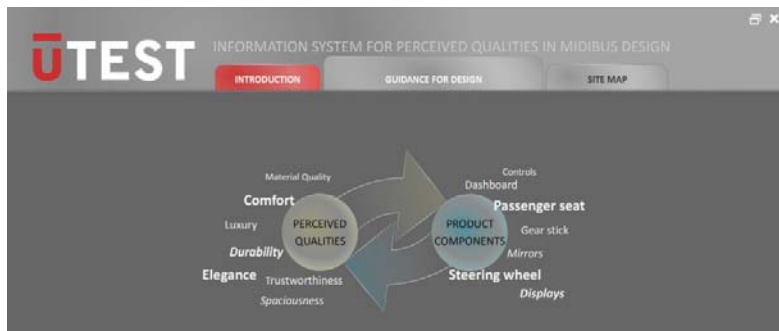 ŪTEST
INFORMATION SYSTEM FOR PERCEIVED QUALITIES IN MIDIBUS DESIGN
INTRODUCTION
GUIDANCE FOR DESIGN
SITE MAP
Material Quality
Comfort
Luxury
Durability
Elegance
Trustworthiness
Spaciousness
PERCEIVED
QUALITIES
Controls
Dashboard
Passenger seat
Gear stick
Mirrors
Steering wheel
Displays
PRODUCT
COMPONENTS